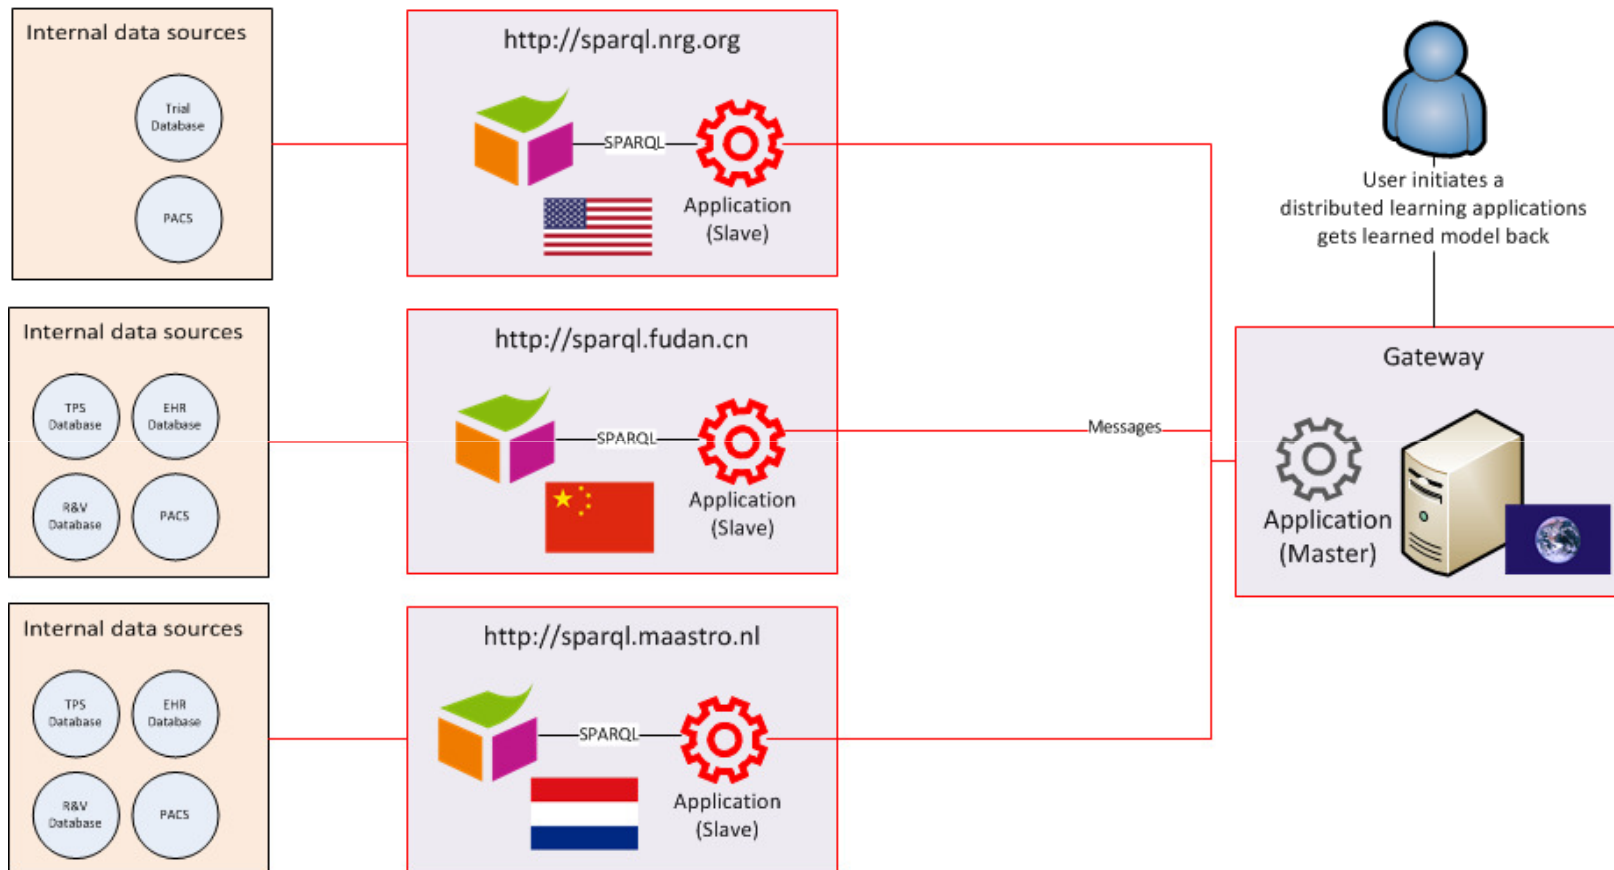 Internal data sources
Trial
Database
PACS
http://sparql.nrg.org
SPARQL
Application
(Slave)
User initiates a
distributed learning applications
gets learned model back
Internal data sources
TPS
Database
EHR
Database
R&V
Database
PACS
http://sparql.fudan.cn
SPARQL
Application
(Slave)
Messages
Gateway
Application
(Master)
Internal data sources
TPS
Database
EHR
Database
R&V
Database
PACS
http://sparql.maastro.nl
SPARQL
Application
(Slave)